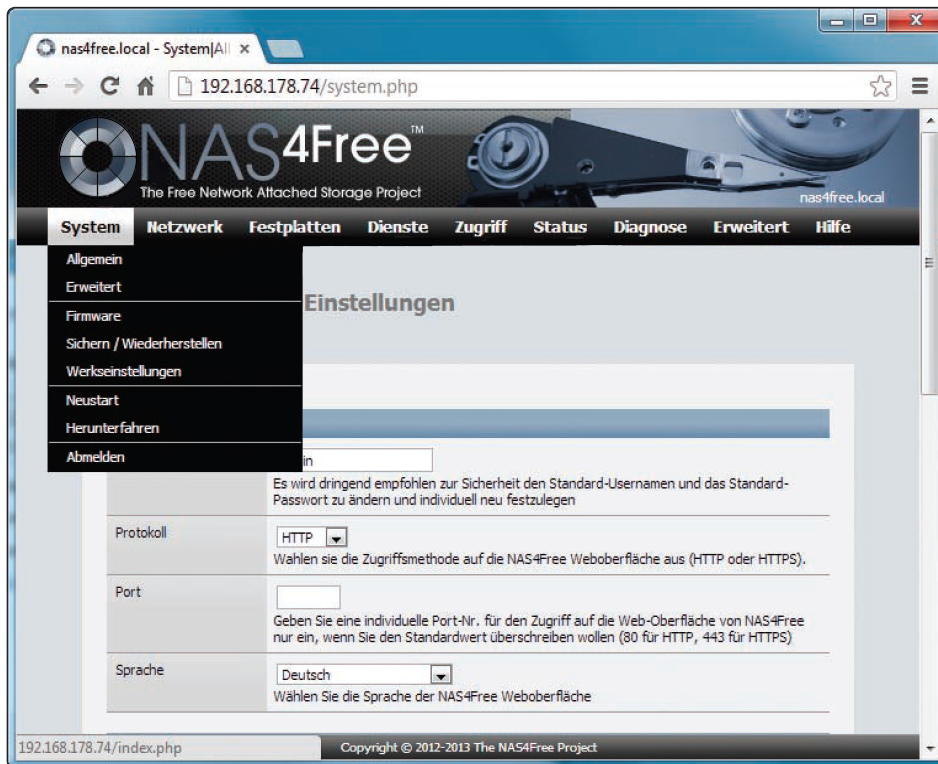 nas4free.local - System|All
192.168.178.74/system.php
NAS4Free™
The Free Network Attached Storage Project
nas4free.local
System Netzwerk Festplatten Dienste Zugriff Status Diagnose Erweitert Hilfe
Allgemein
Erweitert
Firmware
Sichern / Wiederherstellen
Werkseinstellungen
Neustart
Herunterfahren
Abmelden
Einstellungen
in
Es wird dringend empfohlen zur Sicherheit den Standard-Usernamen und das Standard-
Passwort zu ändern und individuell neu festzulegen
Protokoll
HTTP
Wahlen sie die Zugriffsmethode auf die NAS4Free Weboberfläche aus (HTTP oder HTTPS).
Port
Geben Sie eine individuelle Port-Nr. für den Zugriff auf die Web-Oberfläche von NAS4Free
nur ein, wenn Sie den Standardwert überschreiben wollen (80 für HTTP, 443 für HTTPS)
Sprache
Deutsch
Wählen Sie die Sprache der NAS4Free Weboberfläche
192.168.178.74/index.php
Copyright © 2012-2013 The NAS4Free Project